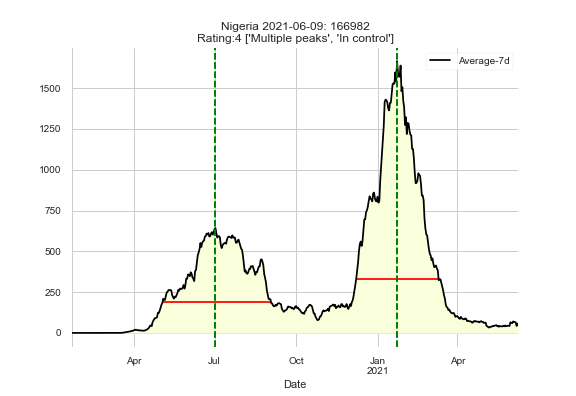 Nigeria 2021-06-09: 166982
Rating:4 ['Multiple peaks', 'In control']
Average-7d
1500
1250
1000
750
500
250
0
Apr Jul Oct Jan Apr
2021
Date